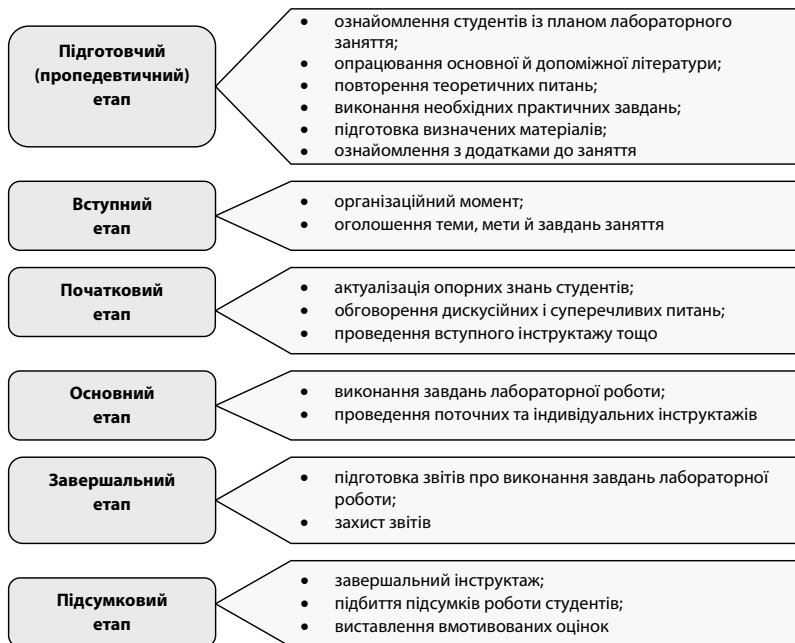 Підготовчий
(пропедевтичний)
етап
• ознайомлення студентів із планом лабораторного
заняття;
• опрацювання основної й допоміжної літератури;
• повторення теоретичних питань;
• виконання необхідних практичних завдань;
• підготовка визначених матеріалів;
• ознайомлення з додатками до заняття
Вступний
етап
• організаційний момент;
• оголошення теми, мети й завдань заняття
Початковий
етап
• актуалізація опорних знань студентів;
• обговорення дискусійних і суперечливих питань;
• проведення вступного інструктажу тощо
Основний
етап
• виконання завдань лабораторної роботи;
• проведення поточних та індивідуальних інструктажів
Завершальний
етап
• підготовка звітів про виконання завдань лабораторної
роботи;
• захист звітів
Підсумковий
етап
• завершальний інструктаж;
• підбиття підсумків роботи студентів;
• виставлення вмотивованих оцінок